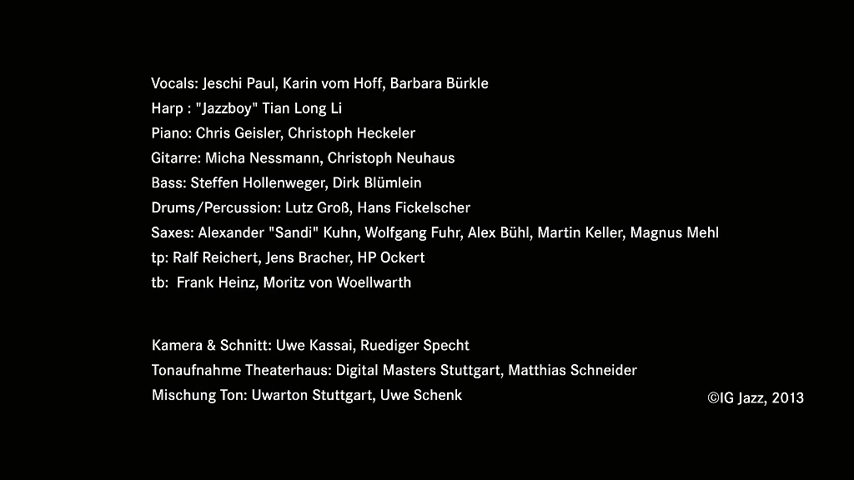 Vocals: Jeschi Paul, Karin vom Hoff, Barbara Bürkle
Harp : "Jazzboy" Tian Long Li
Piano: Chris Geisler, Christoph Heckeler
Gitarre: Micha Nessmann, Christoph Neuhaus
Bass: Steffen Hollenweger, Dirk Blümlein
Drums/Percussion: Lutz Groß, Hans Fickelscher
Saxes: Alexander "Sandi" Kuhn, Wolfgang Fuhr, Alex Bühl, Martin Keller, Magnus Mehl
tp: Ralf Reichert, Jens Bracher, HP Ockert
tb:  Frank Heinz, Moritz von Woellwarth
Kamera & Schnitt: Uwe Kassai, Ruediger Specht
Tonaufnahme Theaterhaus: Digital Masters Stuttgart, Matthias Schneider
Mischung Ton: Uwarton Stuttgart, Uwe Schenk
©IG Jazz, 2013